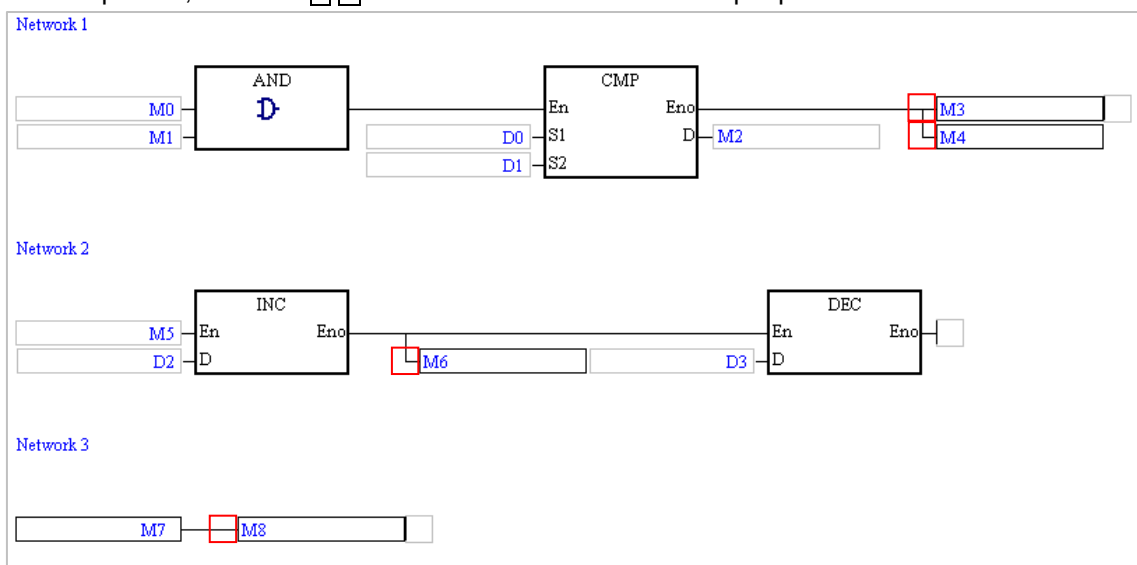 Network 1
AND CMP
M0 En Eno M3
M1 D0 S1 D M2 M4
D1 S2
Network 2
INC DEC
M5 En Eno En Eno
D2 D M6 D3 D
Network 3
M7 M8